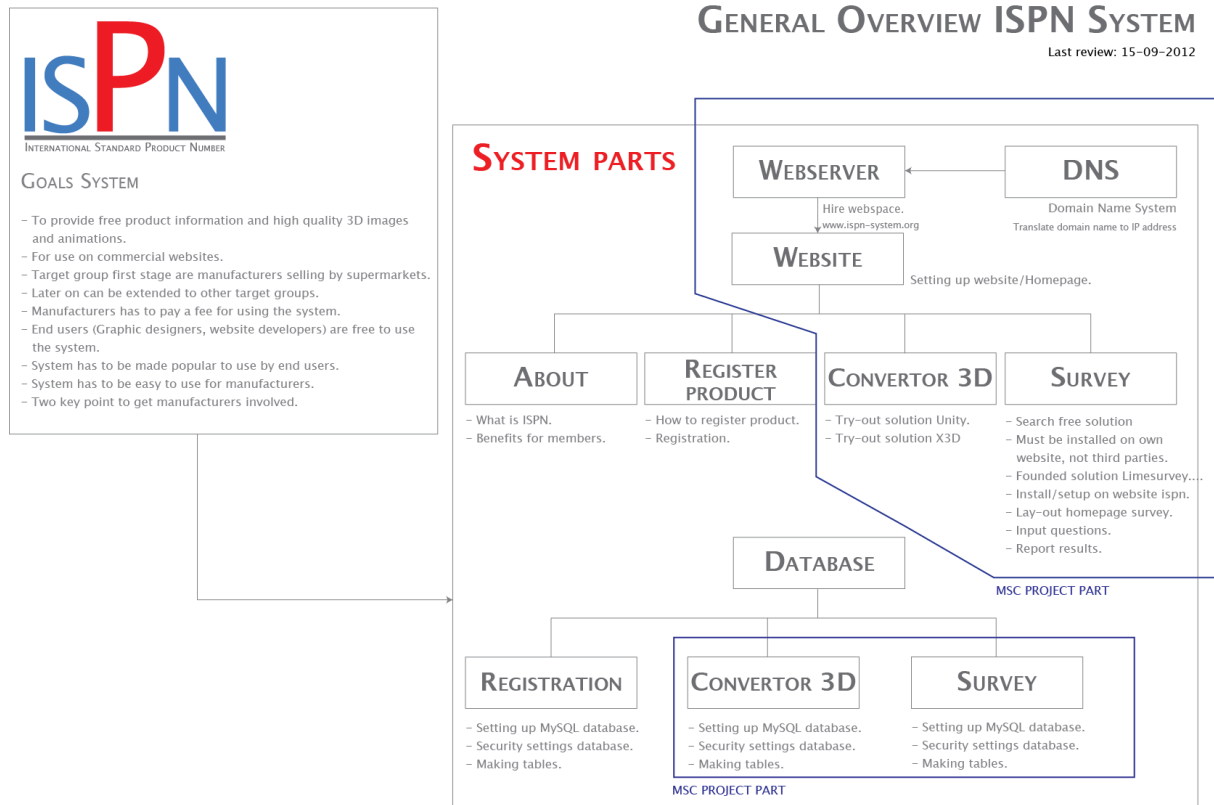 GENERAL OVERVIEW ISPN SYSTEM
Last review: 15-09-2012
ISPN
INTERNATIONAL STANDARD PRODUCT NUMBER
GOALS SYSTEM
- To provide free product information and high quality 3D images
and animations.
- For use on commercial websites.
- Target group first stage are manufacturers selling by supermarkets.
- Later on can be extended to other target groups.
- Manufacturers has to pay a fee for using the system.
- End users (Graphic designers, website developers) are free to use
the system.
- System has to be made popular to use by end users.
- System has to be easy to use for manufacturers.
- Two key point to get manufacturers involved.
SYSTEM PARTS
WEBSERVER
DNS
Hire webspace.
www.ispn-system.org
Domain Name System
Translate domain name to IP address
WEBSITE
Setting up website/Homepage.
ABOUT
- What is ISPN.
- Benefits for members.
REGISTER
PRODUCT
- How to register product.
- Registration.
CONVERTOR 3D
- Try-out solution Unity.
- Try-out solution X3D
SURVEY
- Search free solution
- Must be installed on own
website, not third parties.
- Founded solution Limesurvey....
- Install/setup on website ispn.
- Lay-out homepage survey.
- Input questions.
- Report results.
MSC PROJECT PART
DATABASE
REGISTRATION
- Setting up MySQL database.
- Security settings database.
- Making tables.
CONVERTOR 3D
- Setting up MySQL database.
- Security settings database.
- Making tables.
SURVEY
- Setting up MySQL database.
- Security settings database.
- Making tables.
MSC PROJECT PART